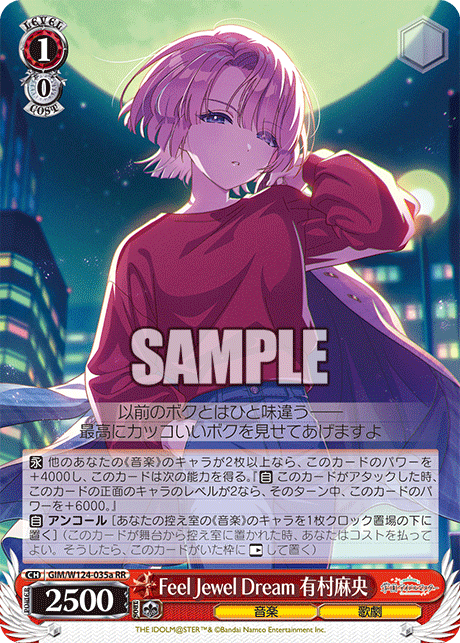 LEVEL
1
0
COST
SAMPLE
以前のボクとはひと味違う――
最高にカッコいいボクを見せてあげますよ
永 他のあなたの《音楽》のキャラが2枚以上なら、このカードのパワーを
+4000し、このカードは次の能力を得る。『自 このカードがアタックした時、
このカードの正面のキャラのレベルが2なら、そのターン中、このカードのパ
ワーを+6000。』
自 アンコール [あなたの控え室の《音楽》のキャラを1枚クロック置場の下に
置く] (このカードが舞台から控え室に置かれた時、あなたはコストを払って
よい。そうしたら、このカードがいた枠にレストして置く)
CH GIM/W124-035a RR
POWER
2500
SOUL
Feel Jewel Dream 有村麻央
音楽
歌劇
THE IDOLM@STER™& ©Bandai Namco Entertainment Inc.